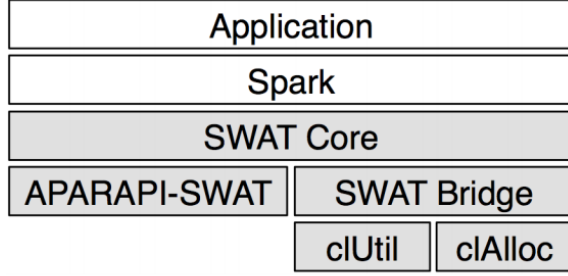 Application
Spark
SWAT Core
APARAPI-SWAT SWAT Bridge
clUtil clAlloc